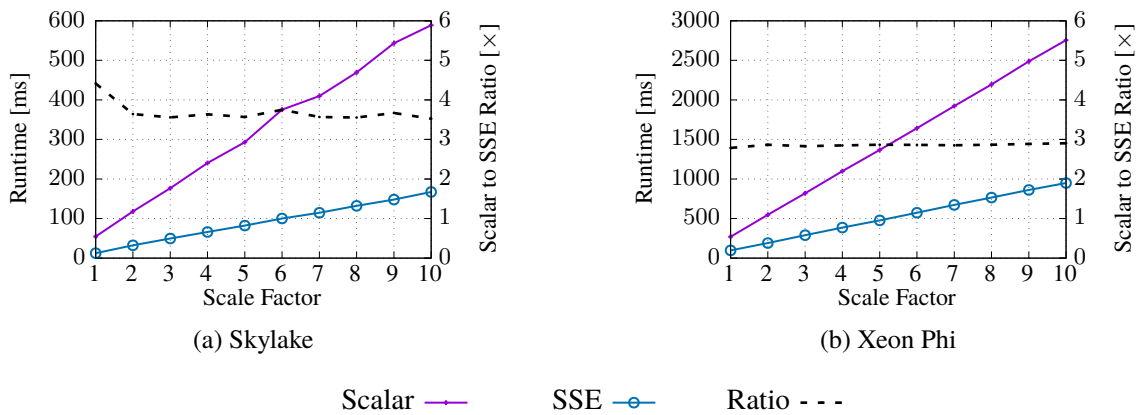 600
500
400
300
200
100
0
Runtime [ms]
6
5
4
3
2
1
0
Scalar to SSE Ratio [×]
1 2 3 4 5 6 7 8 9 10
Scale Factor
(a) Skylake
3000
2500
2000
1500
1000
500
0
Runtime [ms]
6
5
4
3
2
1
0
Scalar to SSE Ratio [×]
1 2 3 4 5 6 7 8 9 10
Scale Factor
(b) Xeon Phi
Scalar SSE Ratio